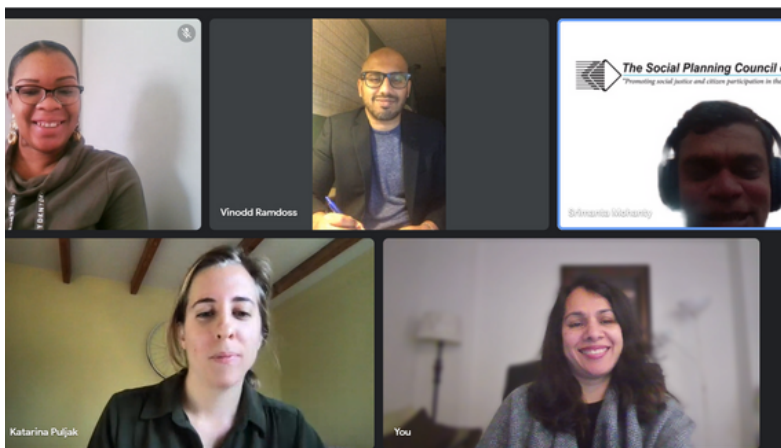 The Social Planning Council
"Promoting social justice and citizen participation in the
Vinodd Ramdoss
Srimanta Mohanty
Katarina Puljak
You